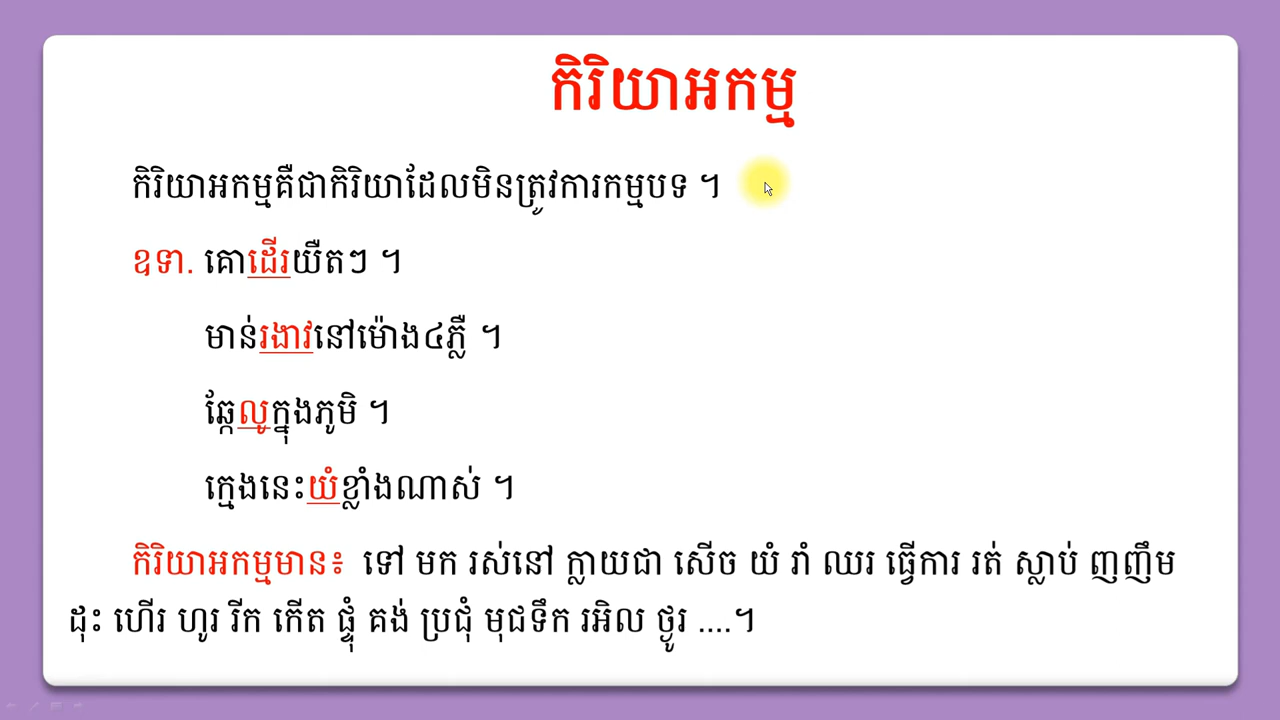 កិរិយាអកម្ម
កិរិយាអកម្មគឺជាកិរិយាដែលមិនត្រូវការកម្មបទ ។
ឧទា. គោដើរយឺតៗ ។
មាន់រងាវនៅម៉ោង៤ភ្លឺ ។
ឆ្កែលូក្នុងភូមិ ។
ក្មេងនេះយំខ្លាំងណាស់ ។
កិរិយាអកម្មមាន៖ ទៅ មក រស់នៅ ក្លាយជា សើច យំ រាំ ឈរ ធ្វើការ រត់ ស្លាប់ ញញឹម
ដុះ ហើរ ហូរ រីក កើត ផ្ទុំ គង់ ប្រជុំ មុជទឹក រអិល ថ្ងូរ ....។